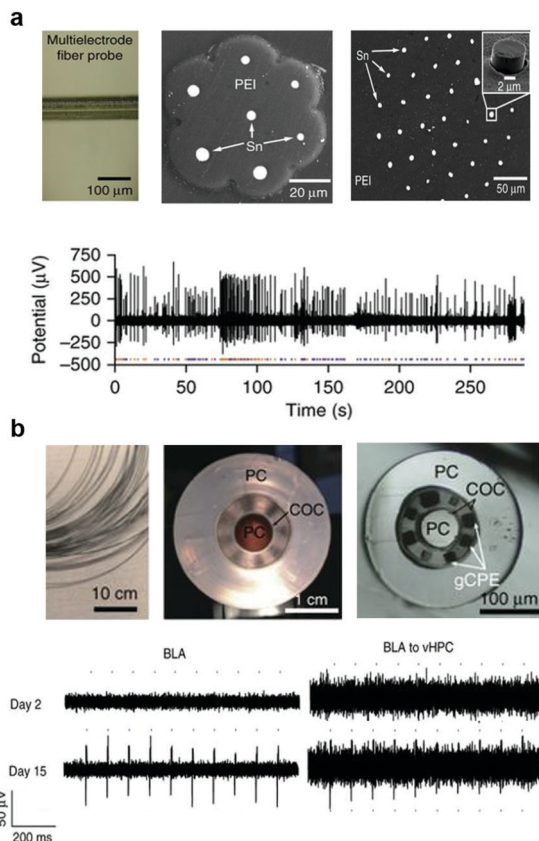 a
Multielectrode
fiber probe
100 μm
PEI
Sn
20 μm
Sn
2 μm
PEI
50 μm
Potential (μV)
750
500
250
0
−250
−500
0 50 100 150 200 250
Time (s)
b
10 cm
PC
COC
PC
1 cm
PC
COC
PC
gCPE
100 μm
BLA
BLA to vHPC
Day 2
Day 15
50 μV
200 ms